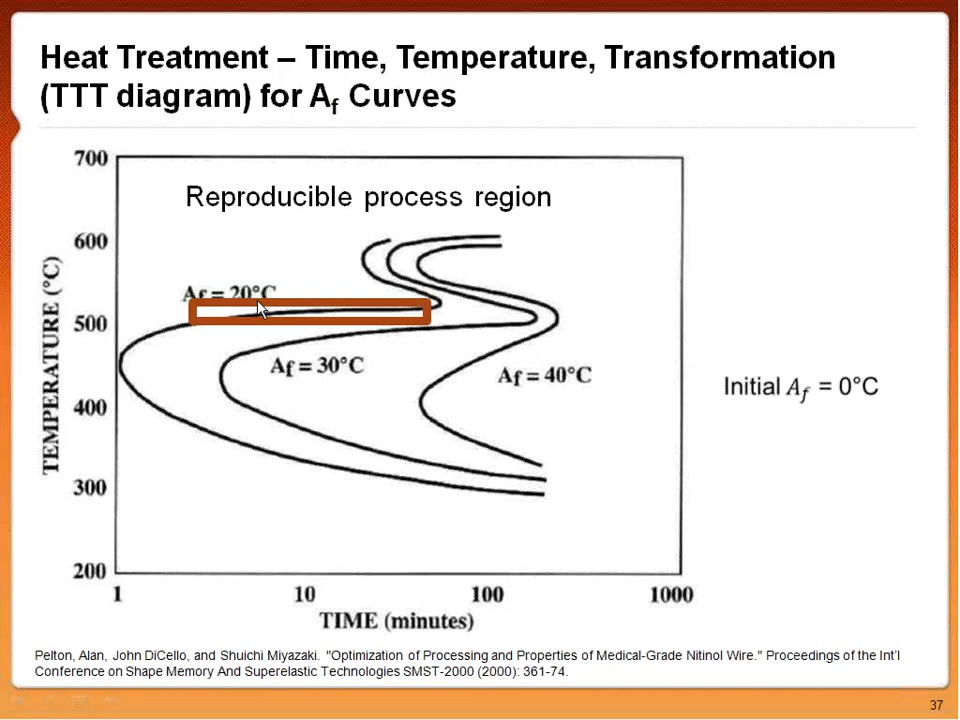 Heat Treatment – Time, Temperature, Transformation
(TTT diagram) for Af Curves
700
600
500
400
300
200
TEMPERATURE (°C)
Reproducible process region
Af = 20°C
Af = 30°C
Af = 40°C
Initial Af = 0°C
1
10
100
1000
TIME (minutes)
Pelton, Alan, John DiCello, and Shuichi Miyazaki. "Optimization of Processing and Properties of Medical-Grade Nitinol Wire." Proceedings of the Int'l
Conference on Shape Memory And Superelastic Technologies SMST-2000 (2000): 361-74.
37